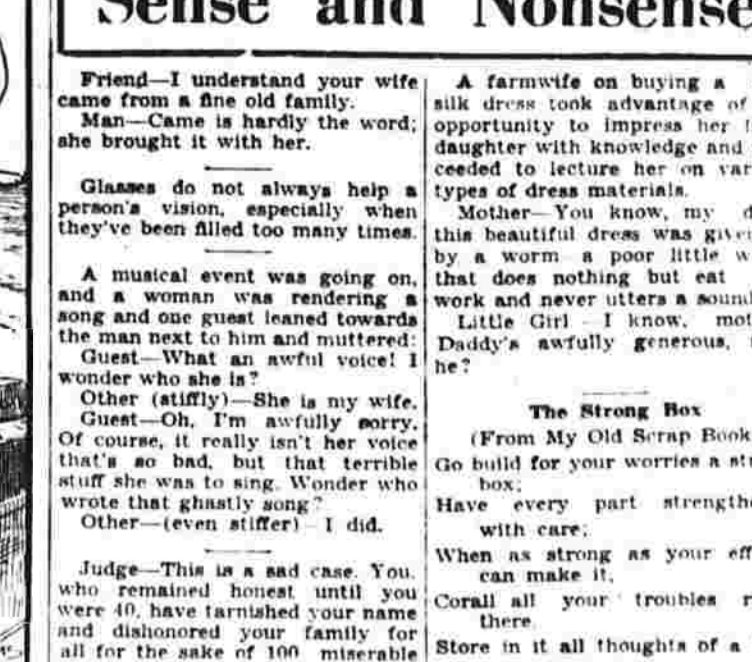 Sense and Nonsense
Friend—I understand your wife
came from a fine old family.
Man—Came is hardly the word;
she brought it with her.
Glasses do not always help a
person's vision, especially when
they've been filled too many times.
A musical event was going on,
and a woman was rendering a
song and one guest leaned towards
the man next to him and muttered:
Guest—What an awful voice! I
wonder who she is?
Other (stiffly)—She is my wife.
Guest—Oh, I'm awfully sorry.
Of course, it really isn't her voice
that's so bad, but that terrible
stuff she was to sing. Wonder who
wrote that ghastly song?
Other—(even stiffer)—I did.
Judge—This is a sad case. You,
who remained honest until you
were 40, have tarnished your name
and dishonored your family for
all for the sake of 100 miserable
A farmwife on buying a
silk dress took advantage of
opportunity to impress her
daughter with knowledge and
ceeded to lecture her on var
types of dress materials.
Mother—You know, my d
this beautiful dress was given
by a worm a poor little w
that does nothing but eat
work and never utters a sound
Little Girl—I know, mot
Daddy's awfully generous,
he?
The Strong Box
(From My Old Scrap Book
Go build for your worries a str
box;
Have every part strengthe
with care;
When as strong as your eff
can make it,
Corall all your troubles r
there.
Store in it all thoughts of a